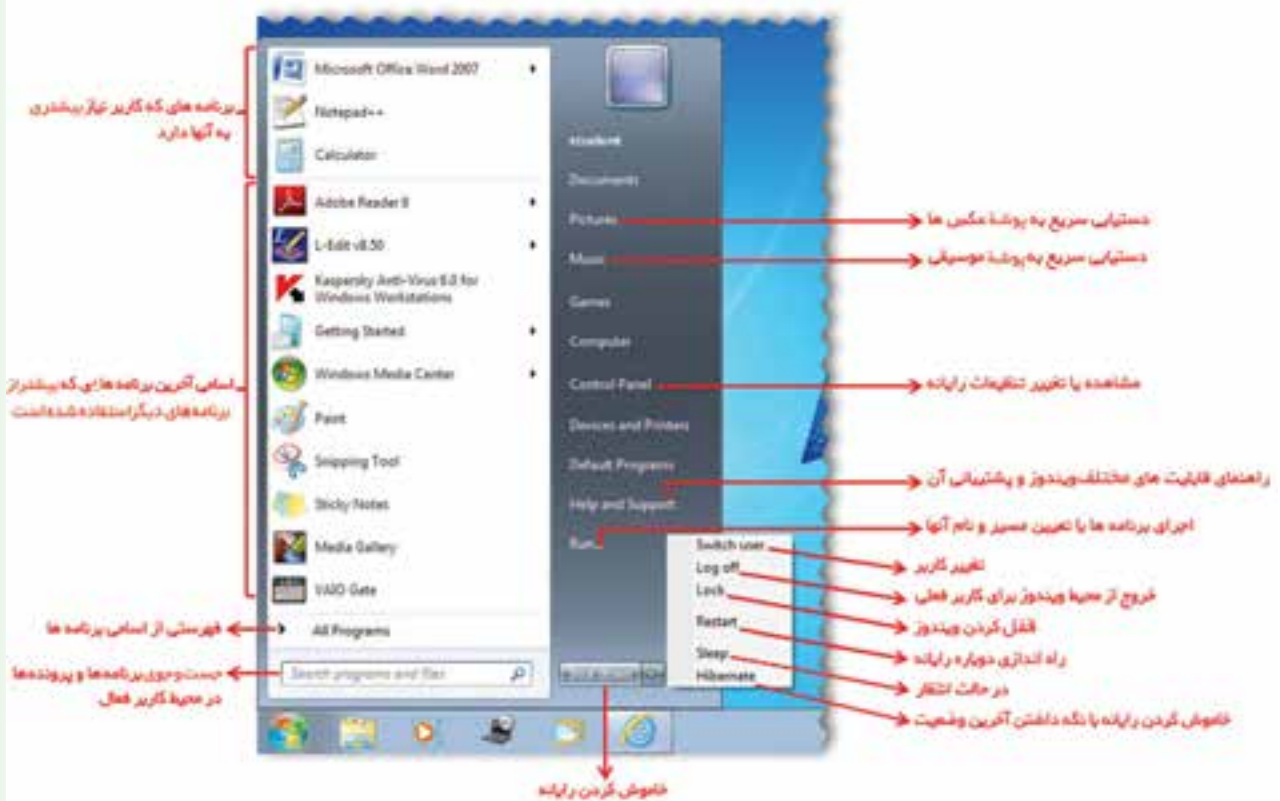 Microsoft Office Word 2007
Notepad++
Calculator
Adobe Reader 8
L-Edit v8.50
Kaspersky Anti-Virus 6.0 for
Windows Workstations
Getting Started
Windows Media Center
Paint
Snipping Tool
Sticky Notes
Media Gallery
VAIO Gate
All Programs
Search programs and files
student
Documents
Pictures
Music
Games
Computer
Control Panel
Devices and Printers
Default Programs
Help and Support
Run...
Switch user
Log off
Lock
Restart
Sleep
Hibernate
برنامه های که کاربر نیاز بیشتری
به آنها دارد
اسامی آخرین برنامه هایی که بیشتر از
برنامه‌های دیگر استفاده شده است
فهرستی از اسامی برنامه ها
جست‌وجوی برنامه‌ها و پرونده‌ها
در محیط کاربر فعال
دستیابی سریع به پوشهٔ عکس ها
دستیابی سریع به پوشهٔ موسیقی
مشاهده یا تغییر تنظیمات رایانه
راهنمای قابلیت های مختلف ویندوز و پشتیبانی آن
اجرای برنامه ها با تعیین مسیر و نام آنها
تغییر کاربر
خروج از محیط ویندوز برای کاربر فعلی
قفل کردن ویندوز
راه اندازی دوباره رایانه
در حالت انتظار
خاموش کردن رایانه با نگه داشتن آخرین وضعیت
خاموش کردن رایانه